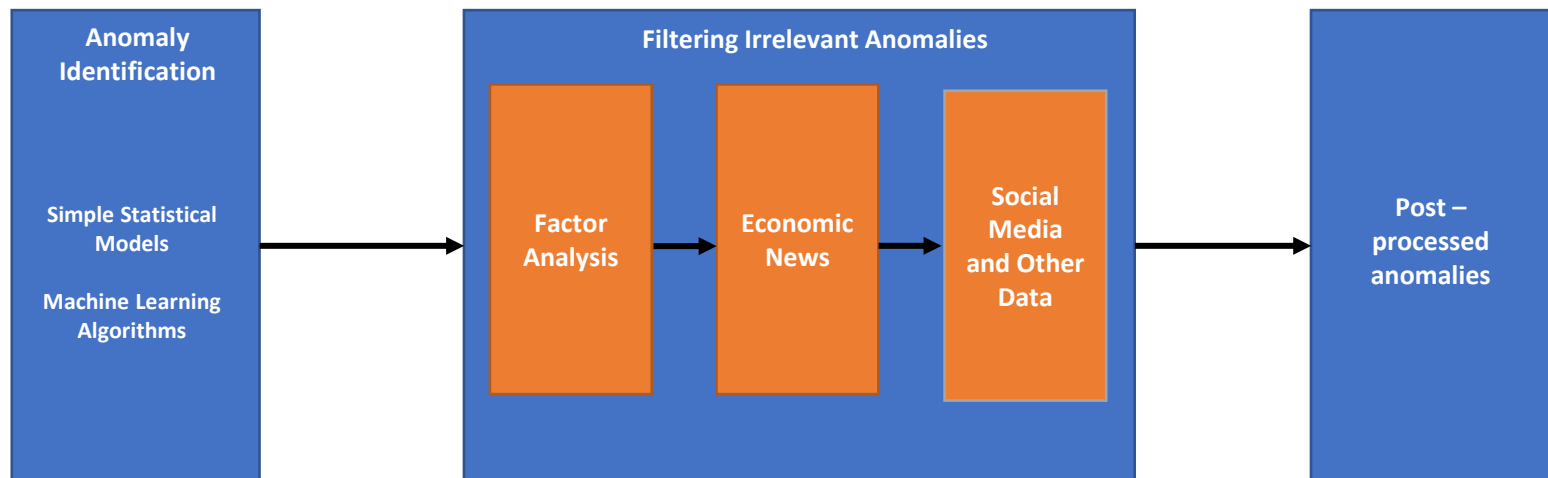 Anomaly
Identification
Simple Statistical
Models
Machine Learning
Algorithms
Filtering Irrelevant Anomalies
Factor
Analysis
Economic
News
Social
Media
and Other
Data
Post –
processed
anomalies